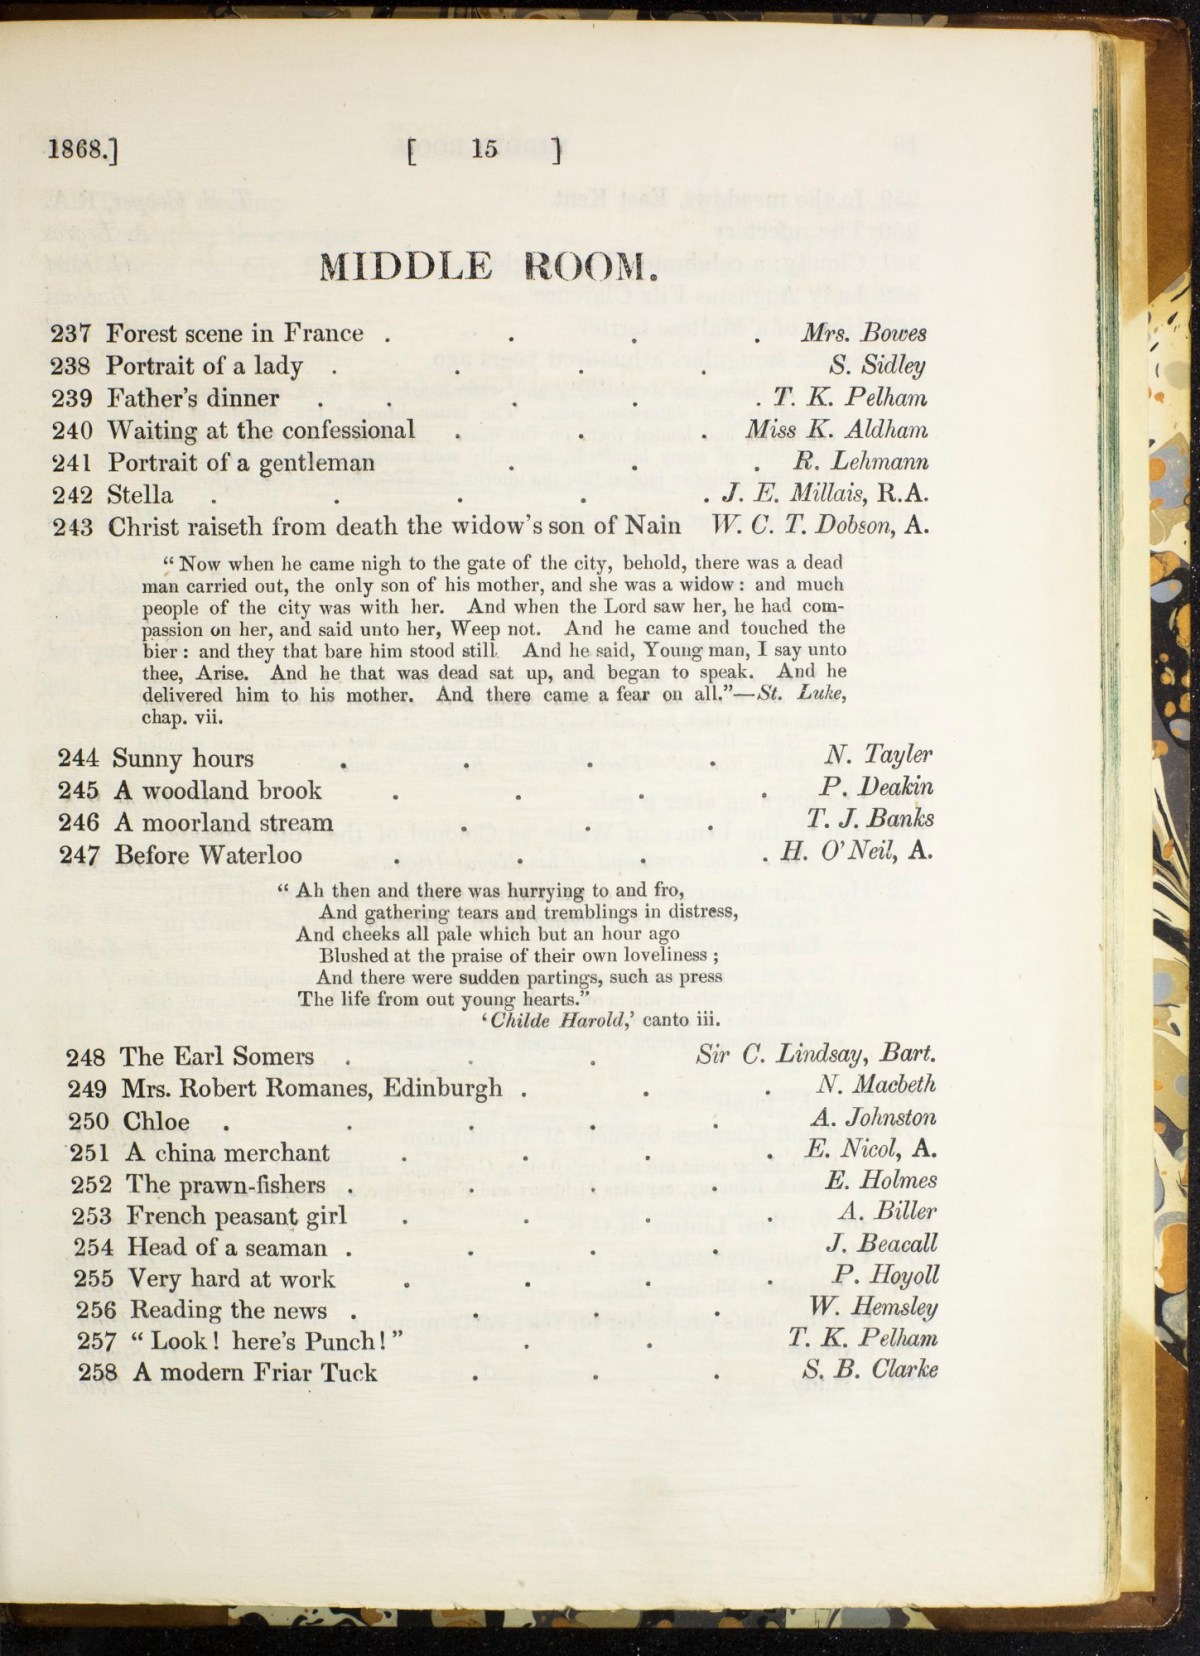 1868.] [ 15 ]
MIDDLE ROOM.
237 Forest scene in France . . . . Mrs. Bowes
238 Portrait of a lady . . . . S. Sidley
239 Father's dinner . . . . . T. K. Pelham
240 Waiting at the confessional . . . Miss K. Aldham
241 Portrait of a gentleman . . . R. Lehmann
242 Stella . . . . . J. E. Millais, R.A.
243 Christ raiseth from death the widow's son of Nain W. C. T. Dobson, A.
“ Now when he came nigh to the gate of the city, behold, there was a dead
man carried out, the only son of his mother, and she was a widow : and much
people of the city was with her. And when the Lord saw her, he had com-
passion on her, and said unto her, Weep not. And he came and touched the
bier : and they that bare him stood still. And he said, Young man, I say unto
thee, Arise. And he that was dead sat up, and began to speak. And he
delivered him to his mother. And there came a fear on all.”—St. Luke,
chap. vii.
244 Sunny hours . . . . N. Tayler
245 A woodland brook . . . . P. Deakin
246 A moorland stream . . . T. J. Banks
247 Before Waterloo . . . . H. O'Neil, A.
“ Ah then and there was hurrying to and fro,
And gathering tears and tremblings in distress,
And cheeks all pale which but an hour ago
Blushed at the praise of their own loveliness ;
And there were sudden partings, such as press
The life from out young hearts.”
‘Childe Harold,’ canto iii.
248 The Earl Somers . . . Sir C. Lindsay, Bart.
249 Mrs. Robert Romanes, Edinburgh . . . N. Macbeth
250 Chloe . . . . . A. Johnston
251 A china merchant . . . . E. Nicol, A.
252 The prawn-fishers . . . . E. Holmes
253 French peasant girl . . . . A. Biller
254 Head of a seaman . . . . J. Beacall
255 Very hard at work . . . . P. Hoyoll
256 Reading the news . . . . W. Hemsley
257 “ Look ! here's Punch ! ” . . T. K. Pelham
258 A modern Friar Tuck . . . S. B. Clarke